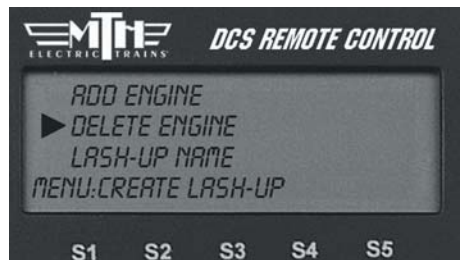 MTH
ELECTRIC TRAINS
DCS REMOTE CONTROL
ADD ENGINE
DELETE ENGINE
LASH-UP NAME
MENU:CREATE LASH-UP
S1 S2 S3 S4 S5